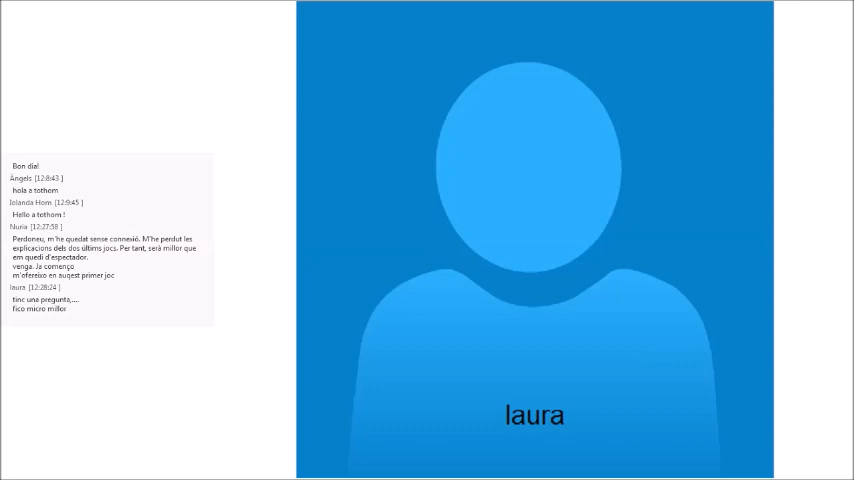 Bon dia!
Àngels [12:8:43 ]
hola a tothom
Iolanda Hom [12:9:45 ]
Hello a tothom !
Nuria [12:27:58 ]
Perdoneu, m'he quedat sense connexió. M'he perdut les
explicacions dels dos últims jocs. Per tant, serà millor que
em quedi d'espectador.
venga. Ja començo
m'ofereixo en auqest primer joc
laura [12:28:24 ]
tinc una pregunta,....
fico micro millor
laura